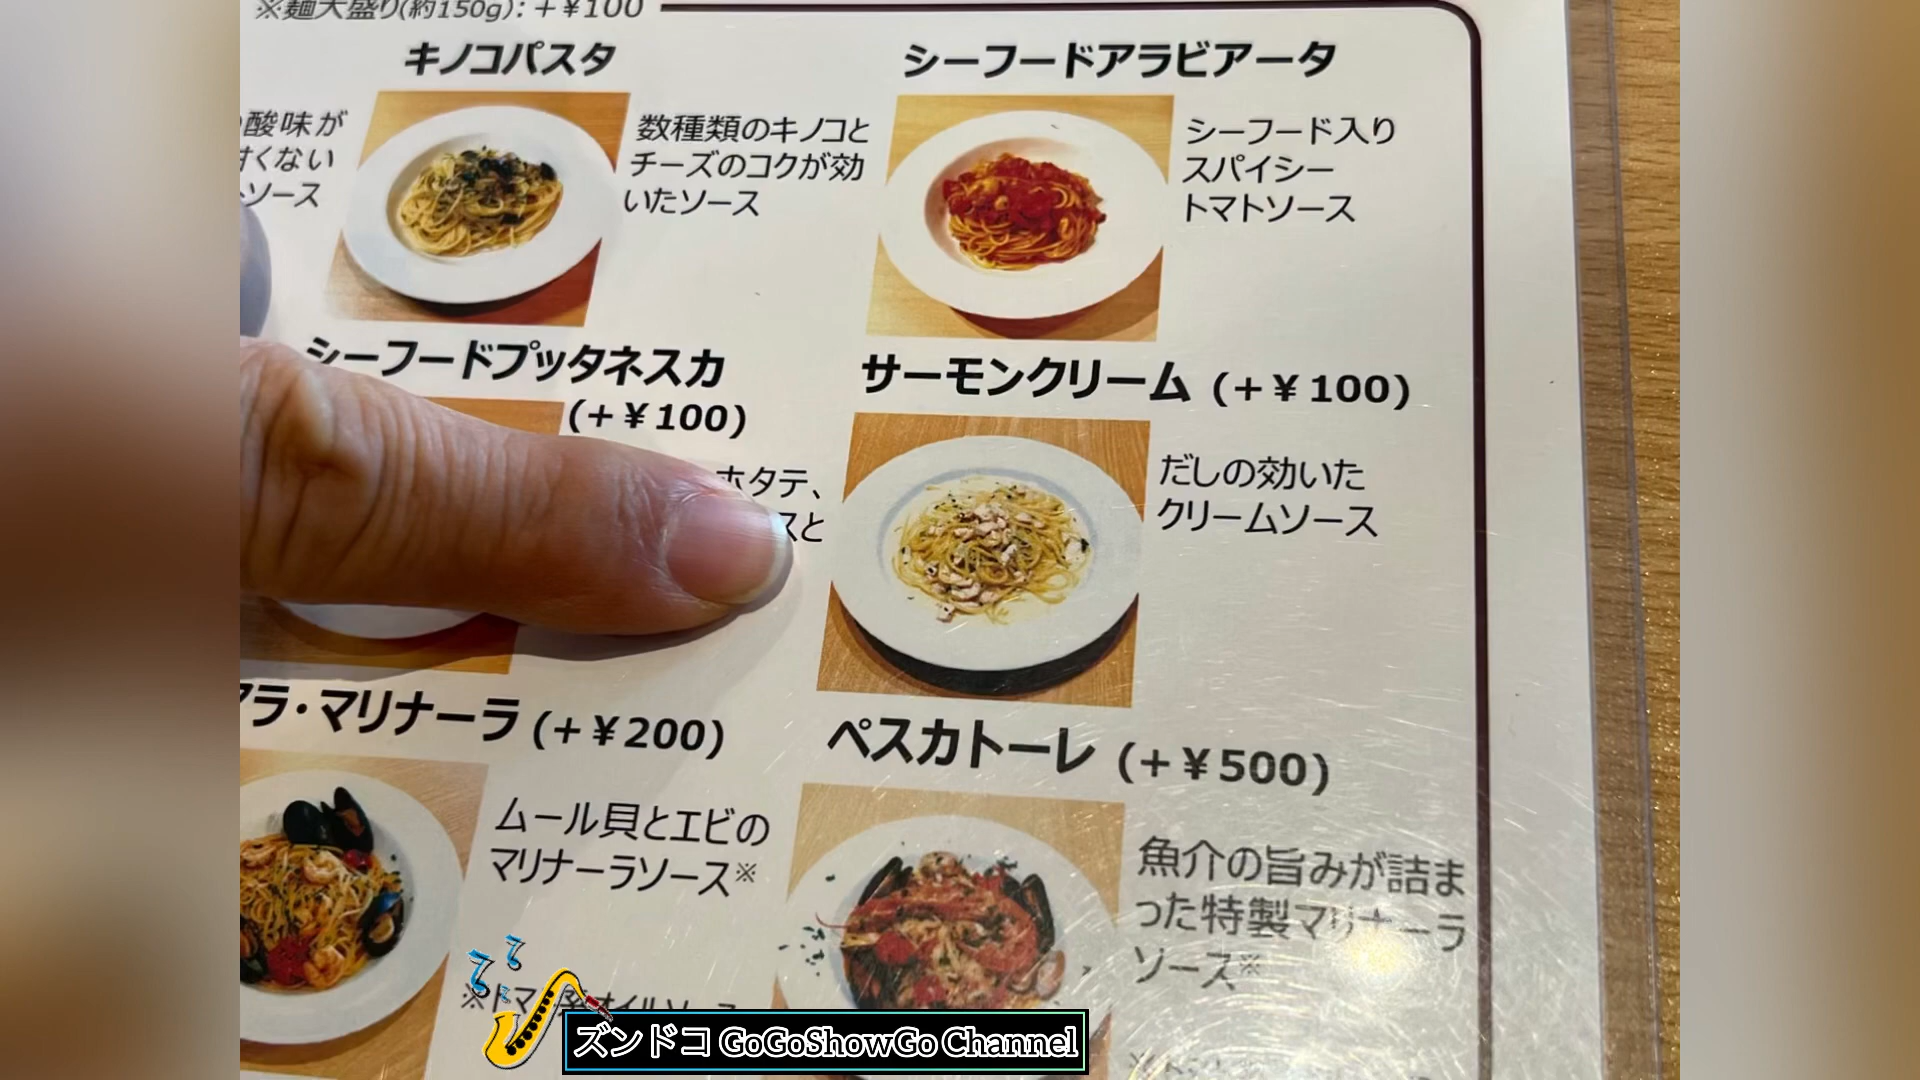 ※麺大盛り(約150g):+¥100
キノコパスタ
酸味が
甘くない
ソース
数種類のキノコと
チーズのコクが効
いたソース
シーフードアラビアータ
シーフード入り
スパイシー
トマトソース
シーフードプッタネスカ
(+¥100)
ホタテ、
スと
サーモンクリーム (+¥100)
だしの効いた
クリームソース
アラ・マリナーラ (+¥200)
ムール貝とエビの
マリナーラソース※
ペスカトーレ (+¥500)
魚介の旨みが詰ま
った特製マリナーラ
ソース※
ズンドコ GoGoShowGo Channel